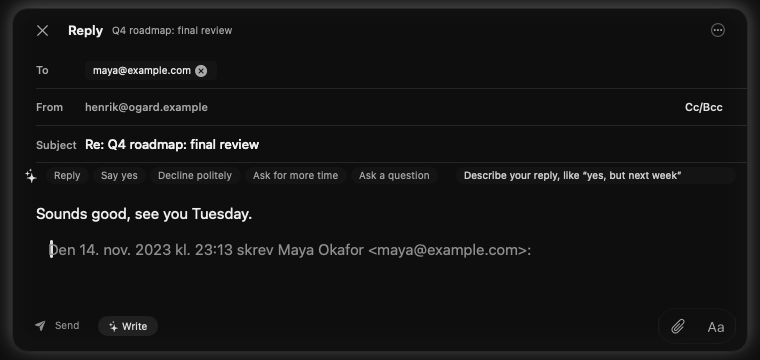 Reply Q4 roadmap: final review
To maya@example.com
From henrik@ogard.example Cc/Bcc
Subject Re: Q4 roadmap: final review
Reply Say yes Decline politely Ask for more time Ask a question Describe your reply, like “yes, but next week”
Sounds good, see you Tuesday.
Den 14. nov. 2023 kl. 23:13 skrev Maya Okafor <maya@example.com>:
Send Write Aa